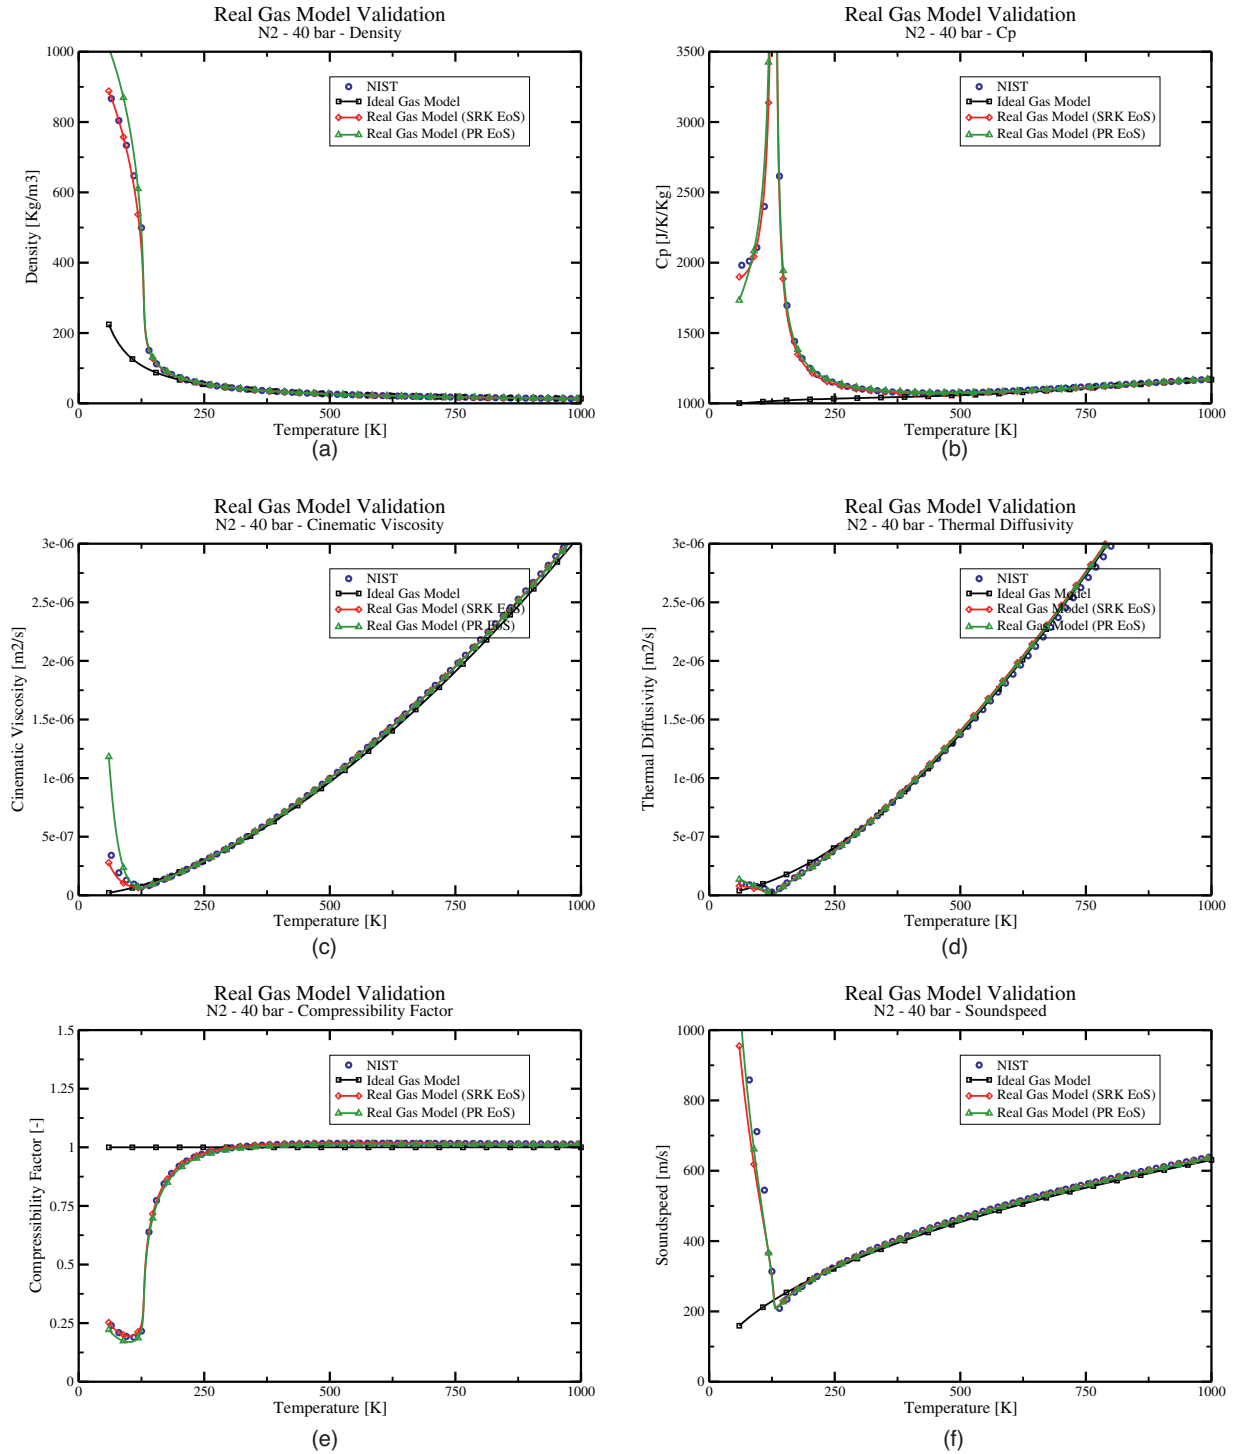 Real Gas Model Validation
N2 - 40 bar - Density
1000
800
600
400
200
0
Density [Kg/m3]
NIST
Ideal Gas Model
Real Gas Model (SRK EoS)
Real Gas Model (PR EoS)
0 250 500 750 1000
Temperature [K]
(a)
Real Gas Model Validation
N2 - 40 bar - Cp
3500
3000
2500
2000
1500
1000
Cp [J/K/Kg]
NIST
Ideal Gas Model
Real Gas Model (SRK EoS)
Real Gas Model (PR EoS)
0 250 500 750 1000
Temperature [K]
(b)
Real Gas Model Validation
N2 - 40 bar - Cinematic Viscosity
3e-06
2.5e-06
2e-06
1.5e-06
1e-06
5e-07
0
Cinematic Viscosity [m2/s]
NIST
Ideal Gas Model
Real Gas Model (SRK EoS)
Real Gas Model (PR EoS)
0 250 500 750 1000
Temperature [K]
(c)
Real Gas Model Validation
N2 - 40 bar - Thermal Diffusivity
3e-06
2.5e-06
2e-06
1.5e-06
1e-06
5e-07
0
Thermal Diffusivity [m2/s]
NIST
Ideal Gas Model
Real Gas Model (SRK EoS)
Real Gas Model (PR EoS)
0 250 500 750 1000
Temperature [K]
(d)
Real Gas Model Validation
N2 - 40 bar - Compressibility Factor
1.5
1.25
1
0.75
0.5
0.25
0
Compressibility Factor [-]
NIST
Ideal Gas Model
Real Gas Model (SRK EoS)
Real Gas Model (PR EoS)
0 250 500 750 1000
Temperature [K]
(e)
Real Gas Model Validation
N2 - 40 bar - Soundspeed
1000
800
600
400
200
0
Soundspeed [m/s]
NIST
Ideal Gas Model
Real Gas Model (SRK EoS)
Real Gas Model (PR EoS)
0 250 500 750 1000
Temperature [K]
(f)